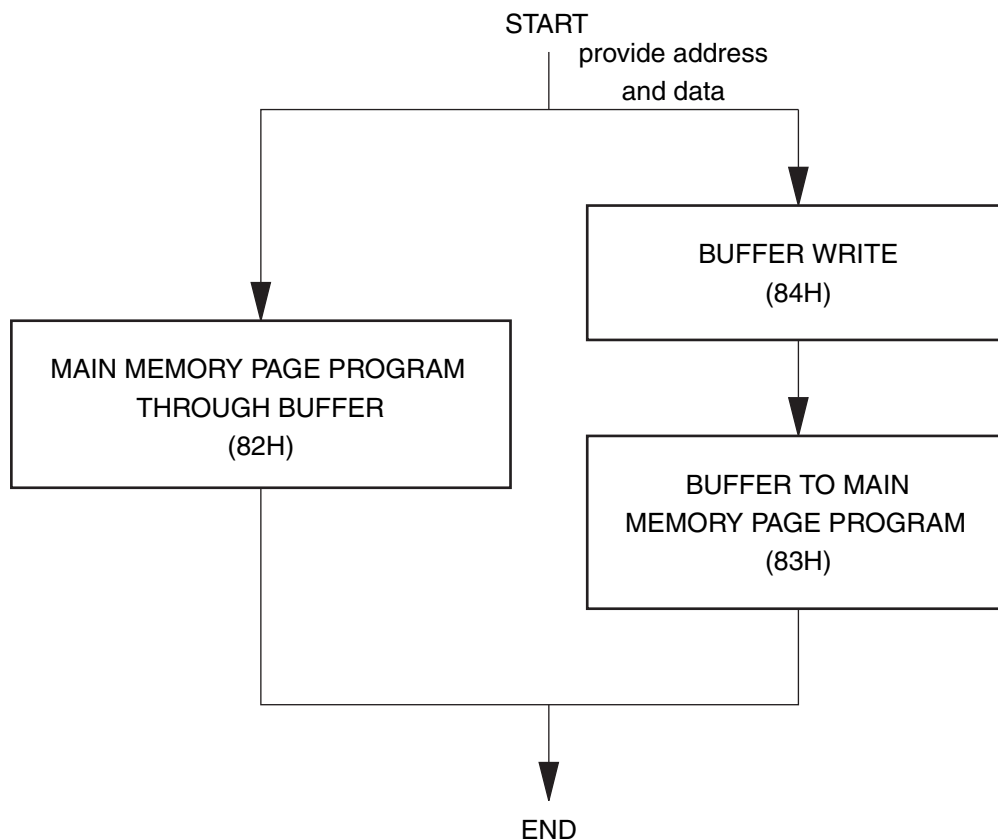 START
provide address
and data
BUFFER WRITE
(84H)
MAIN MEMORY PAGE PROGRAM
THROUGH BUFFER
(82H)
BUFFER TO MAIN
MEMORY PAGE PROGRAM
(83H)
END